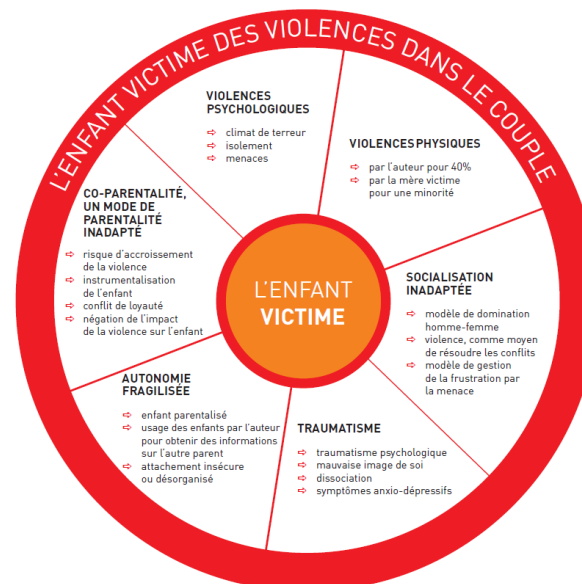 L'ENFANT VICTIME DES VIOLENCES DANS LE COUPLE
VIOLENCES
PSYCHOLOGIQUES
⇨ climat de terreur
⇨ isolement
⇨ menaces
VIOLENCES PHYSIQUES
⇨ par l'auteur pour 40%
⇨ par la mère victime
pour une minorité
SOCIALISATION
INADAPTÉE
⇨ modèle de domination
homme-femme
⇨ violence, comme moyen
de résoudre les conflits
⇨ modèle de gestion
de la frustration par
la menace
TRAUMATISME
⇨ traumatisme psychologique
⇨ mauvaise image de soi
⇨ dissociation
⇨ symptômes anxio-dépressifs
AUTONOMIE
FRAGILISÉE
⇨ enfant parentalisé
⇨ usage des enfants par l'auteur
pour obtenir des informations
sur l'autre parent
⇨ attachement insécure
ou désorganisé
CO-PARENTALITÉ,
UN MODE DE
PARENTALITÉ
INADAPTÉ
⇨ risque d'accroissement
de la violence
⇨ instrumentalisation
de l'enfant
⇨ conflit de loyauté
⇨ négation de l'impact
de la violence sur l'enfant
L'ENFANT
VICTIME